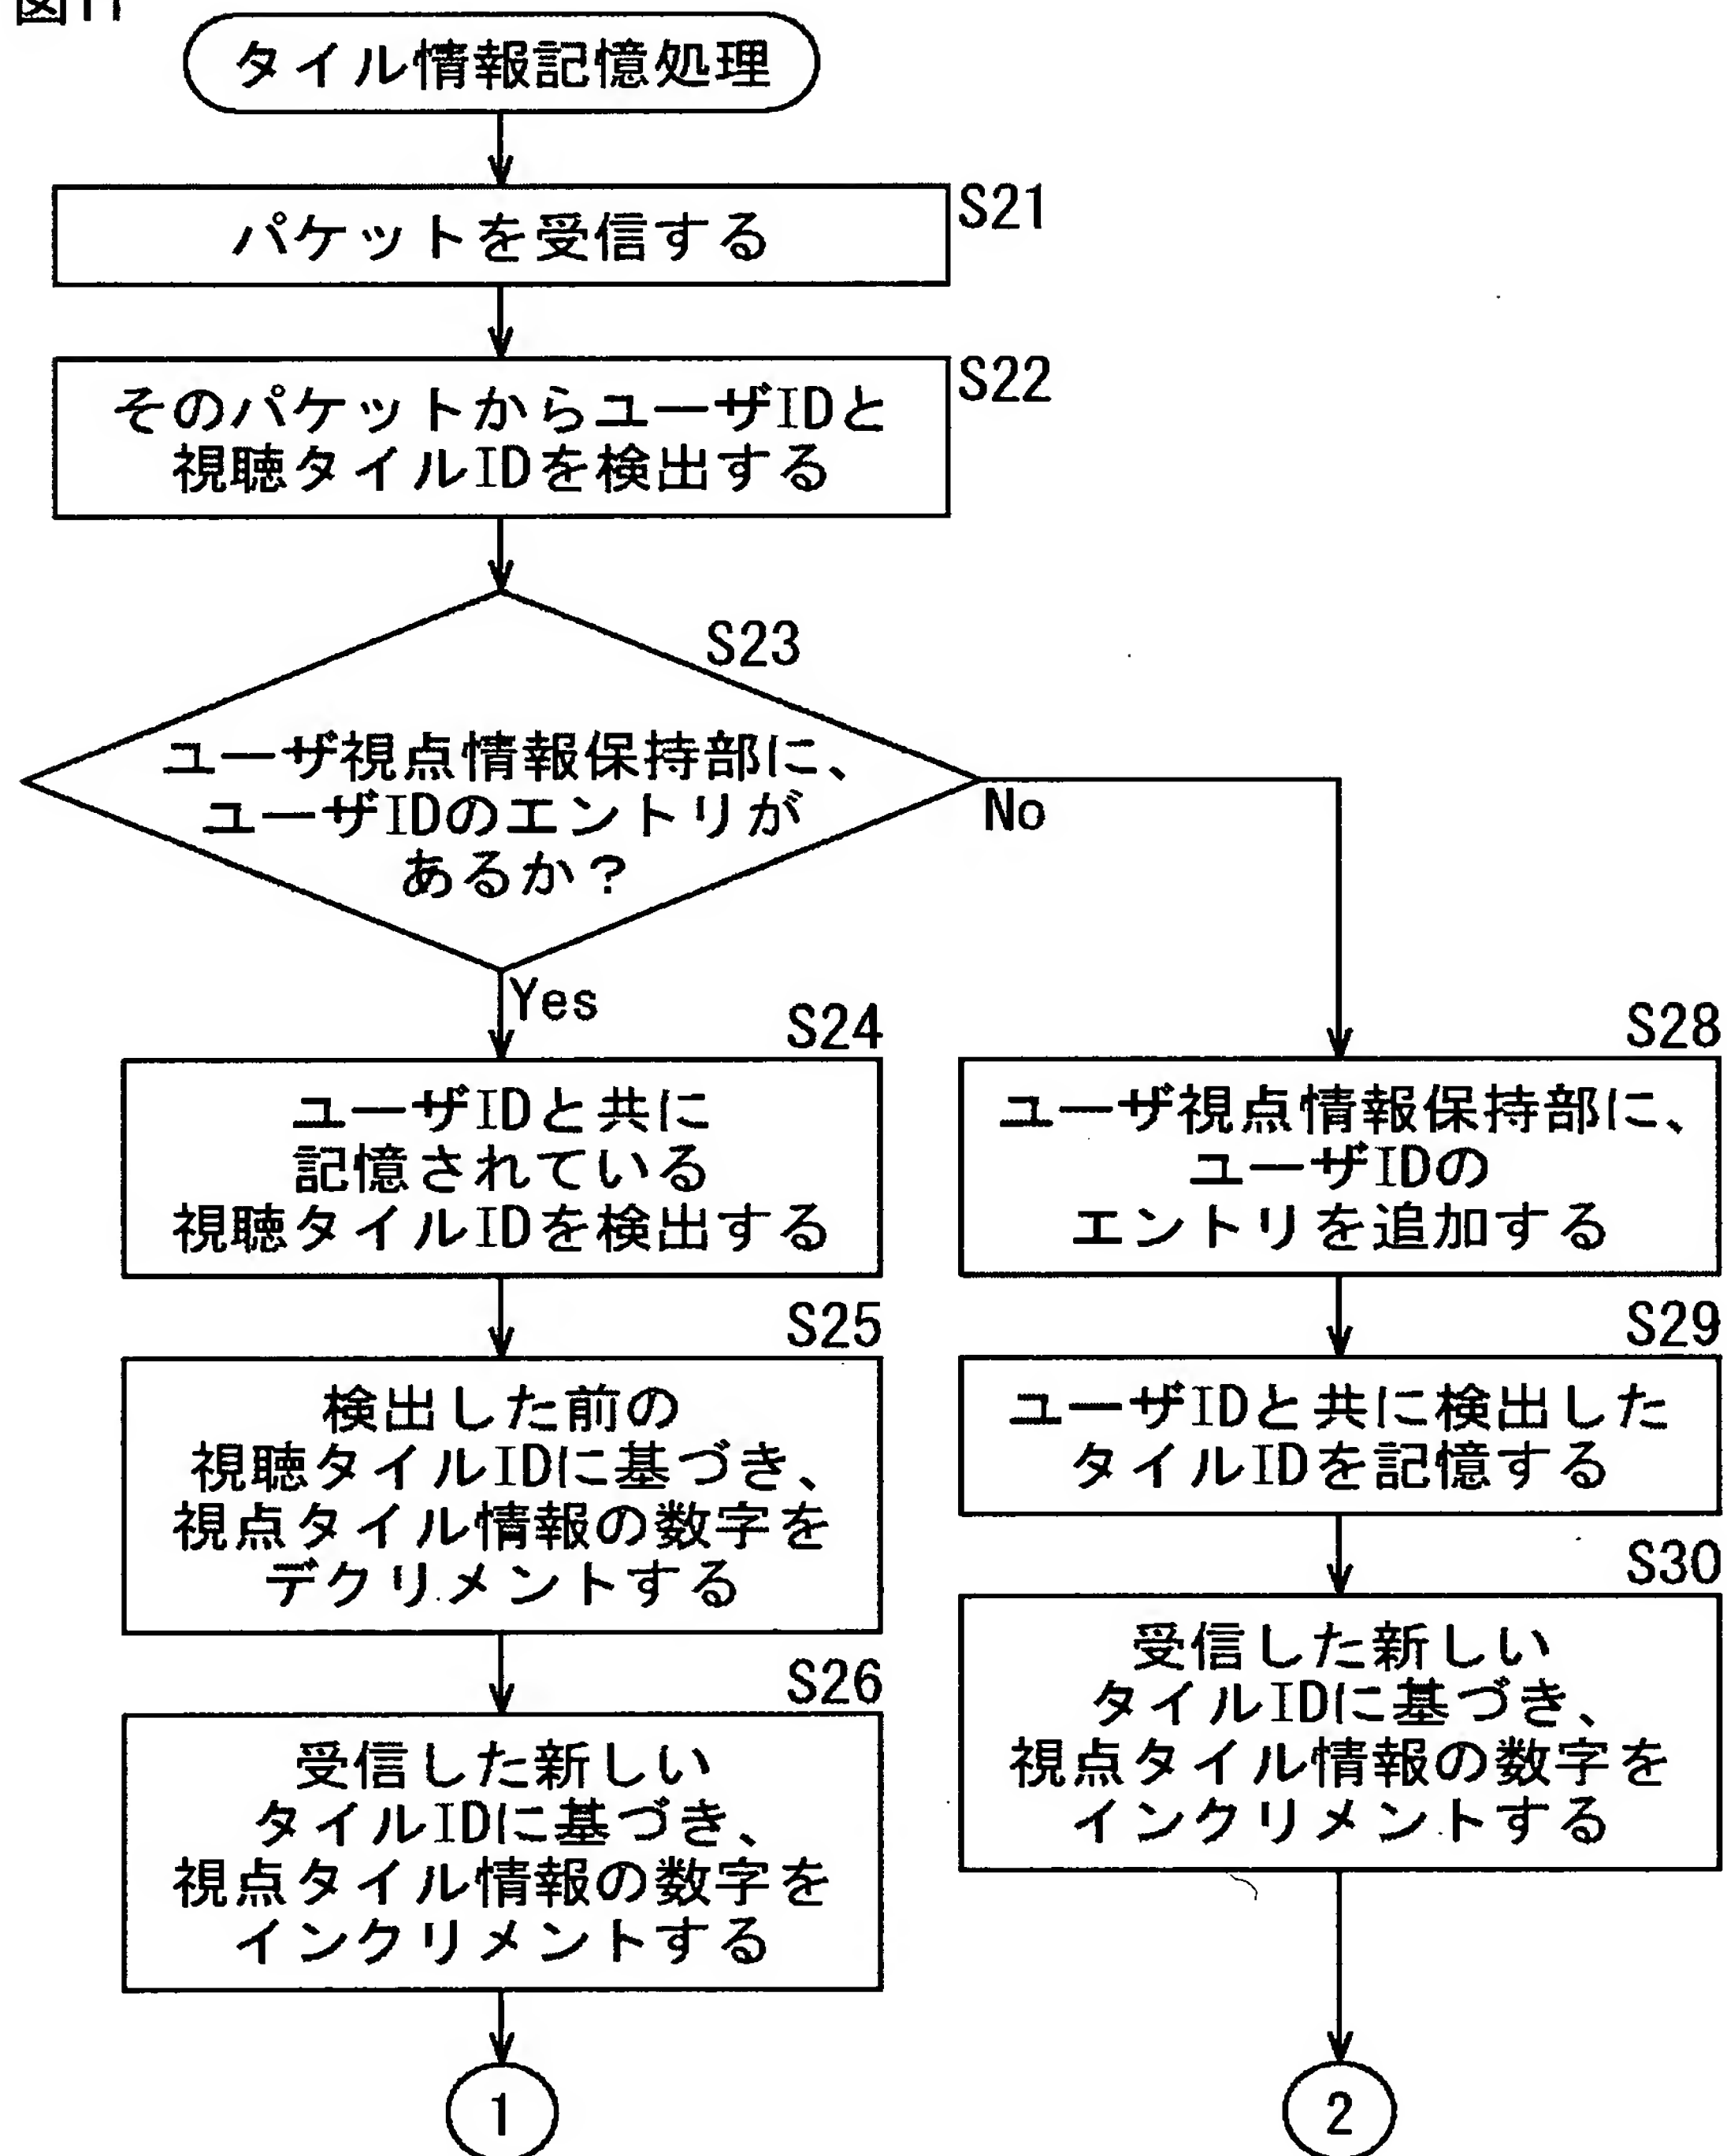 図11
タイル情報記憶処理
S21
パケットを受信する
S22
そのパケットからユーザIDと
視聴タイルIDを検出する
S23
ユーザ視点情報保持部に、
ユーザIDのエントリが
あるか？
No
Yes
S24
ユーザIDと共に
記憶されている
視聴タイルIDを検出する
S25
検出した前の
視聴タイルIDに基づき、
視点タイル情報の数字を
デクリメントする
S26
受信した新しい
タイルIDに基づき、
視点タイル情報の数字を
インクリメントする
1
S28
ユーザ視点情報保持部に、
ユーザIDの
エントリを追加する
S29
ユーザIDと共に検出した
タイルIDを記憶する
S30
受信した新しい
タイルIDに基づき、
視点タイル情報の数字を
インクリメントする
2